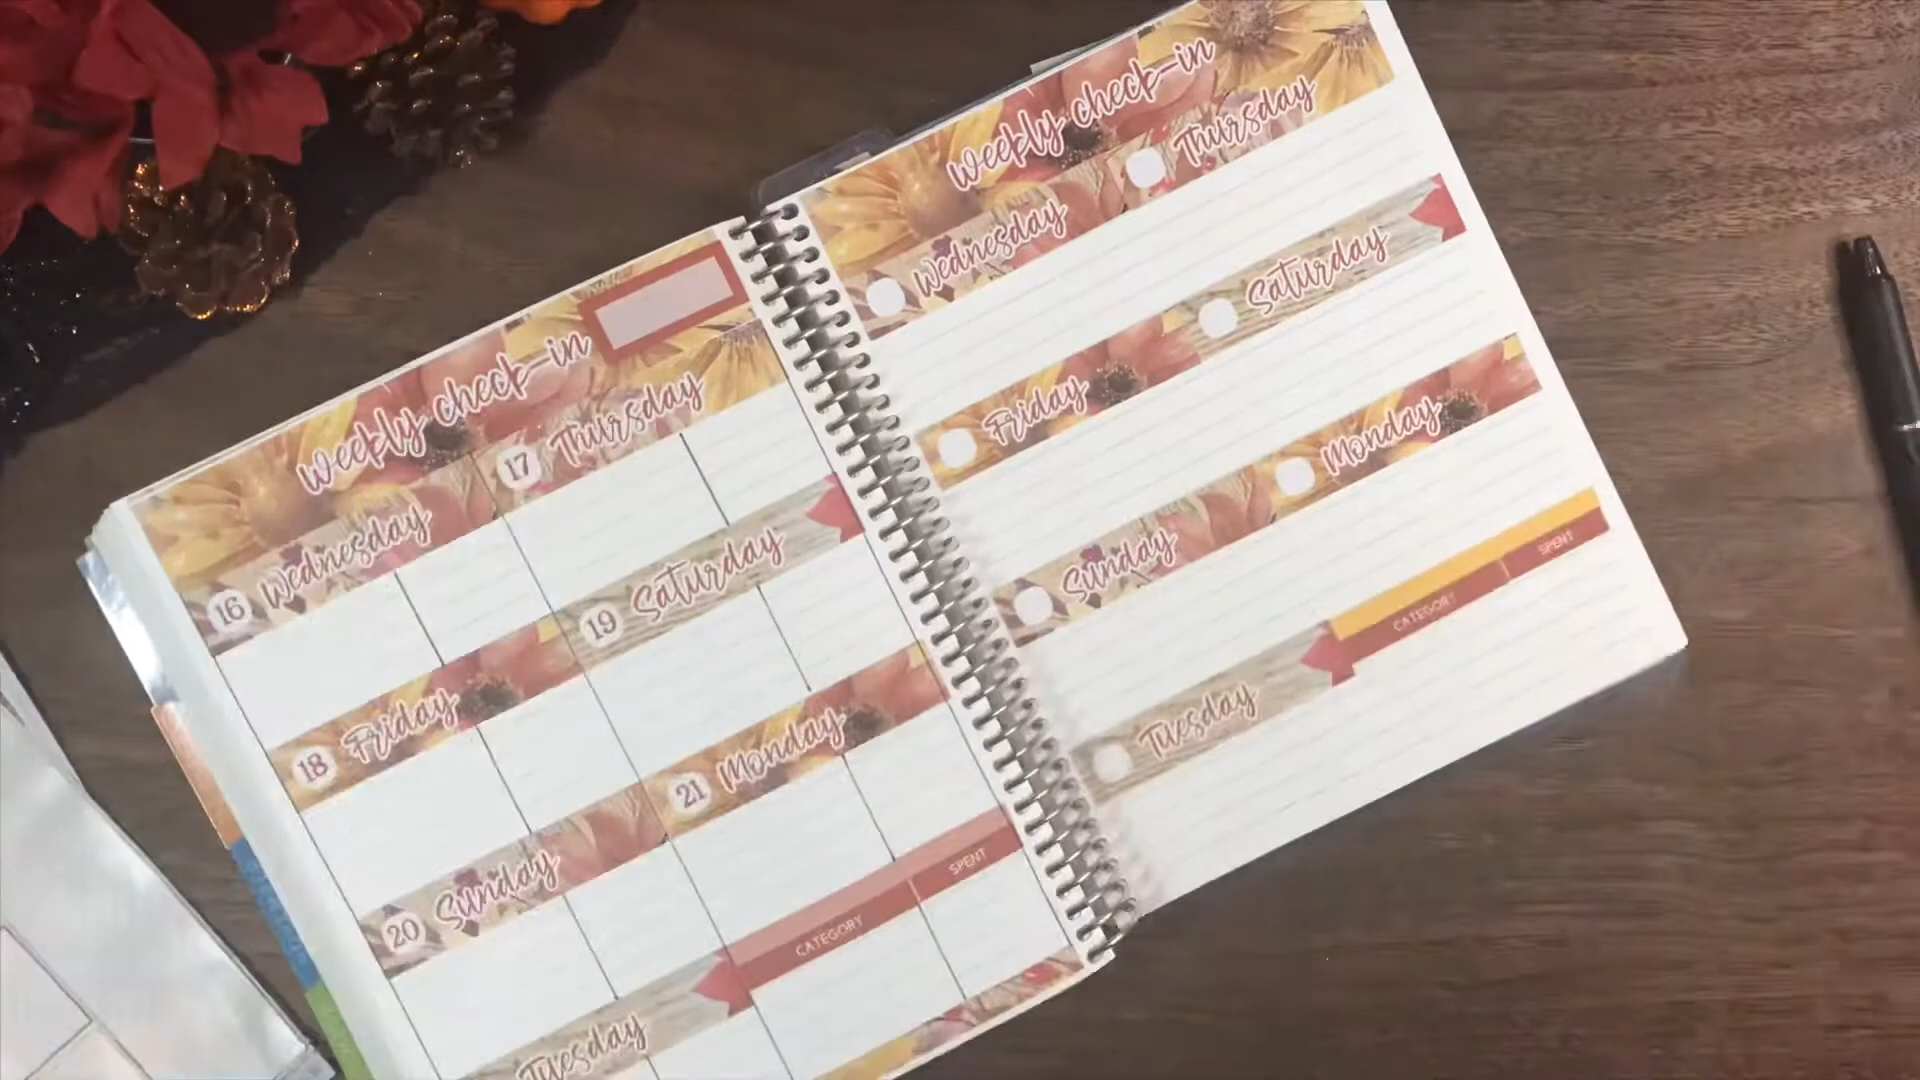 Weekly check-in
16 Wednesday
17 Thursday
18 Friday
19 Saturday
20 Sunday
21 Monday
Tuesday
CATEGORY SPENT
Weekly check-in
Wednesday
Thursday
Friday
Saturday
Sunday
Monday
Tuesday
CATEGORY SPENT